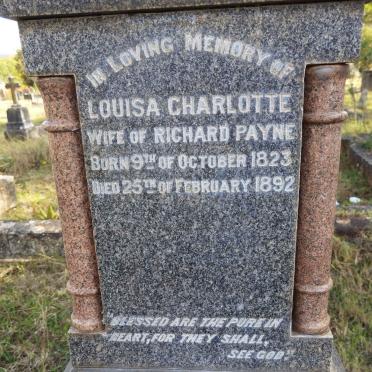 IN LOVING MEMORY OF
LOUISA CHARLOTTE
WIFE OF RICHARD PAYNE
BORN 9TH OF OCTOBER 1823
DIED 25TH OF FEBRUARY 1892
"BLESSED ARE THE PURE IN
HEART, FOR THEY SHALL,
SEE GOD"